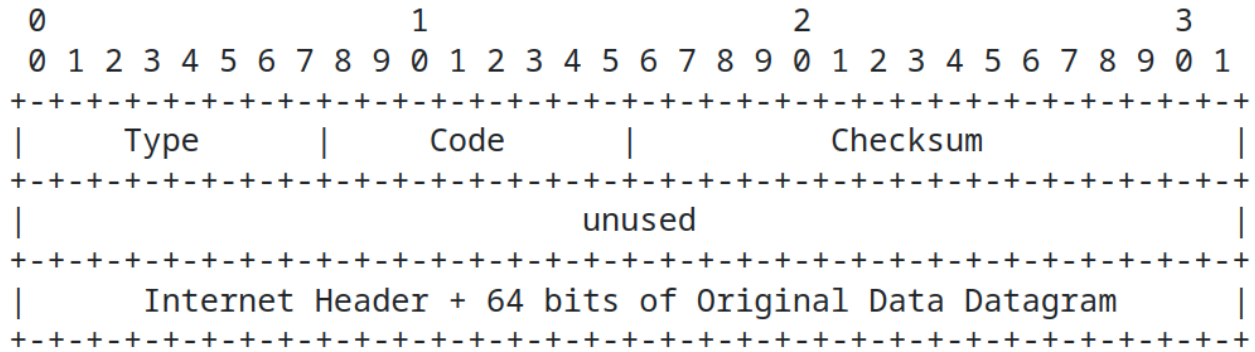 0                   1                   2                   3
 0 1 2 3 4 5 6 7 8 9 0 1 2 3 4 5 6 7 8 9 0 1 2 3 4 5 6 7 8 9 0 1
+-+-+-+-+-+-+-+-+-+-+-+-+-+-+-+-+-+-+-+-+-+-+-+-+-+-+-+-+-+-+-+-+
|     Type      |     Code      |          Checksum             |
+-+-+-+-+-+-+-+-+-+-+-+-+-+-+-+-+-+-+-+-+-+-+-+-+-+-+-+-+-+-+-+-+
|                             unused                            |
+-+-+-+-+-+-+-+-+-+-+-+-+-+-+-+-+-+-+-+-+-+-+-+-+-+-+-+-+-+-+-+-+
|      Internet Header + 64 bits of Original Data Datagram      |
+-+-+-+-+-+-+-+-+-+-+-+-+-+-+-+-+-+-+-+-+-+-+-+-+-+-+-+-+-+-+-+-+